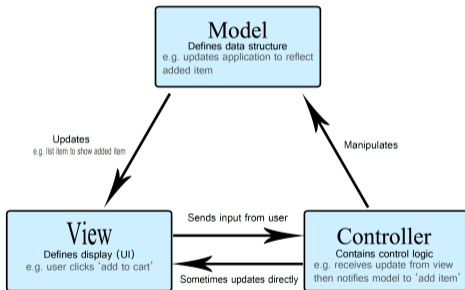 Model
Defines data structure
e.g. updates application to reflect
added item
Updates
e.g. list item to show added item
Manipulates
View
Defines display (UI)
e.g. user clicks 'add to cart'
Sends input from user
Sometimes updates directly
Controller
Contains control logic
e.g. receives update from view
then notifies model to 'add item'